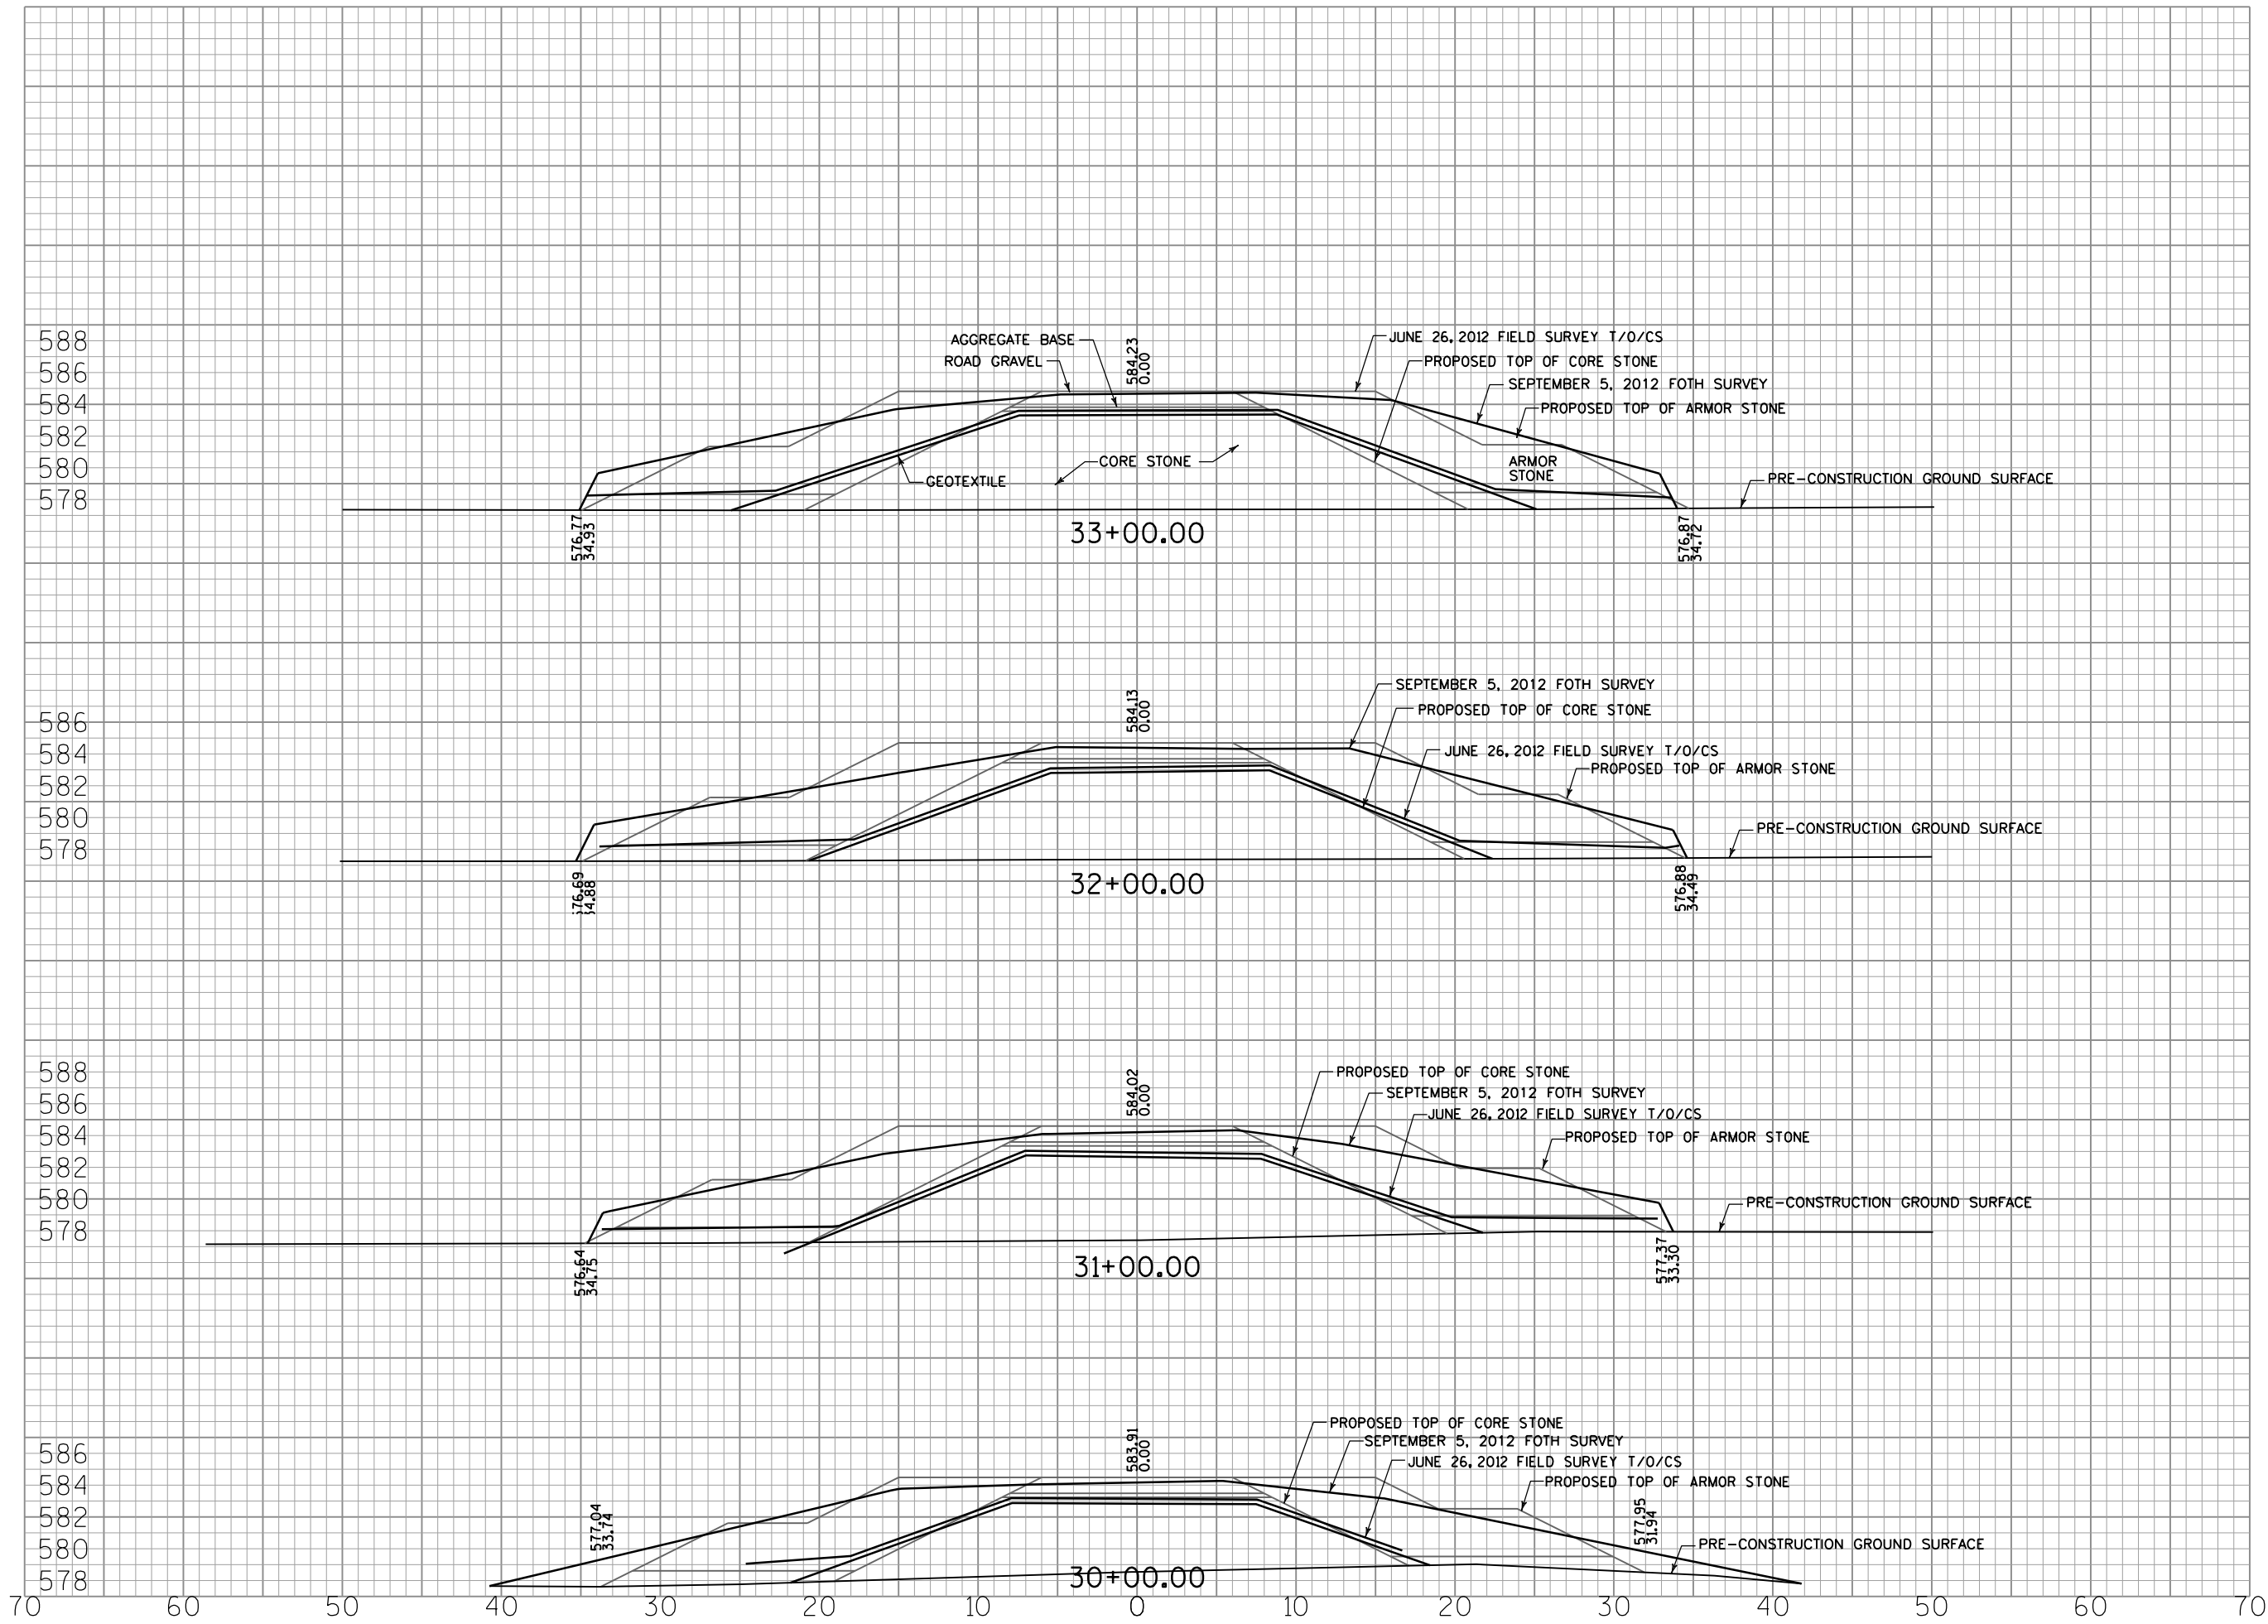 588
586
584
582
580
578
AGGREGATE BASE
ROAD GRAVEL
584.23
0.00
JUNE 26, 2012 FIELD SURVEY T/O/CS
PROPOSED TOP OF CORE STONE
SEPTEMBER 5, 2012 FOTH SURVEY
PROPOSED TOP OF ARMOR STONE
CORE STONE
ARMOR
STONE
GEOTEXTILE
PRE-CONSTRUCTION GROUND SURFACE
576.77
34.93
33+00.00
576.87
34.72
586
584
582
580
578
584.13
0.00
SEPTEMBER 5, 2012 FOTH SURVEY
PROPOSED TOP OF CORE STONE
JUNE 26, 2012 FIELD SURVEY T/O/CS
PROPOSED TOP OF ARMOR STONE
PRE-CONSTRUCTION GROUND SURFACE
576.69
34.88
32+00.00
576.88
34.49
588
586
584
582
580
578
584.02
0.00
PROPOSED TOP OF CORE STONE
SEPTEMBER 5, 2012 FOTH SURVEY
JUNE 26, 2012 FIELD SURVEY T/O/CS
PROPOSED TOP OF ARMOR STONE
PRE-CONSTRUCTION GROUND SURFACE
576.64
34.75
31+00.00
577.37
33.30
586
584
582
580
578
583.91
0.00
PROPOSED TOP OF CORE STONE
SEPTEMBER 5, 2012 FOTH SURVEY
JUNE 26, 2012 FIELD SURVEY T/O/CS
PROPOSED TOP OF ARMOR STONE
577.04
33.74
577.95
31.94
PRE-CONSTRUCTION GROUND SURFACE
30+00.00
70 60 50 40 30 20 10 0 10 20 30 40 50 60 70